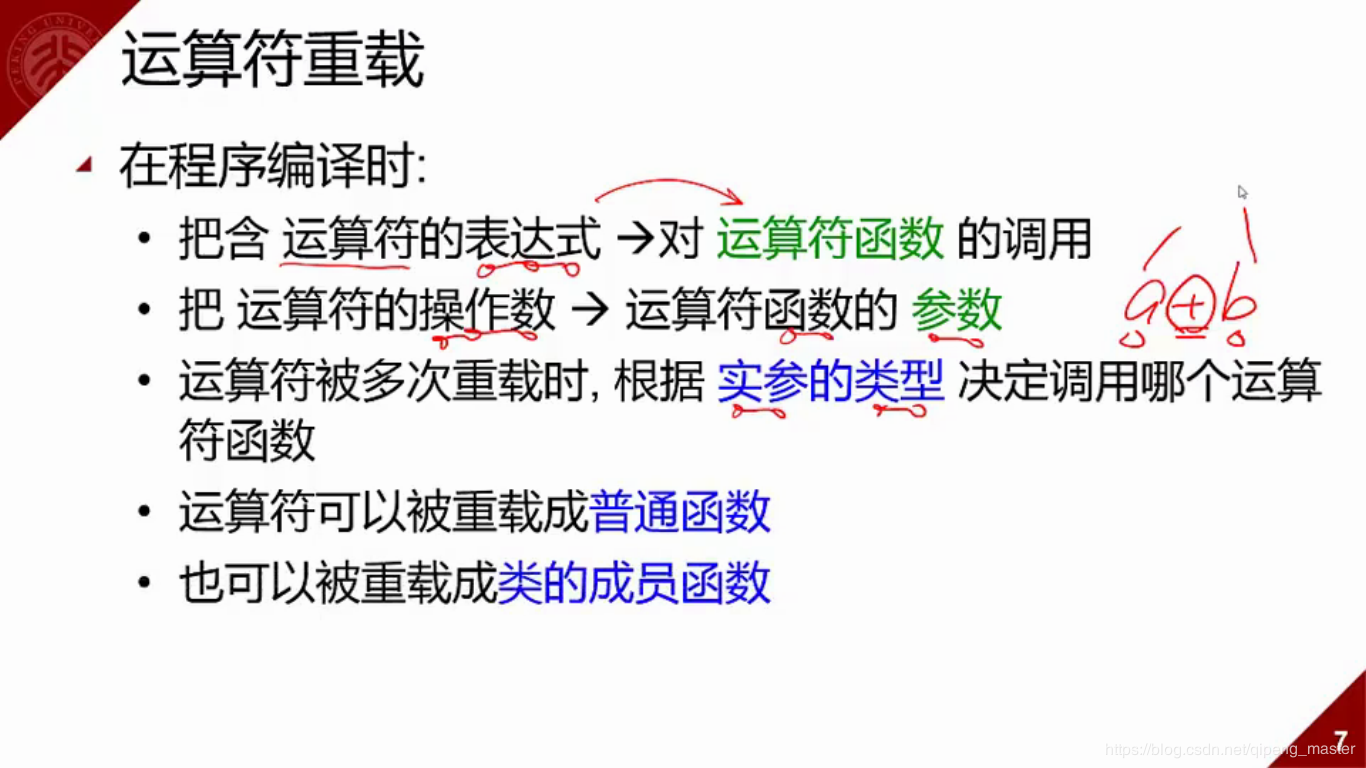 运算符重载
在程序编译时:
• 把含 运算符的表达式 →对 运算符函数 的调用
• 把 运算符的操作数 → 运算符函数的 参数
a + b
• 运算符被多次重载时, 根据 实参的类型 决定调用哪个运算
符函数
• 运算符可以被重载成普通函数
• 也可以被重载成类的成员函数
7
https://blog.csdn.net/qipang_master